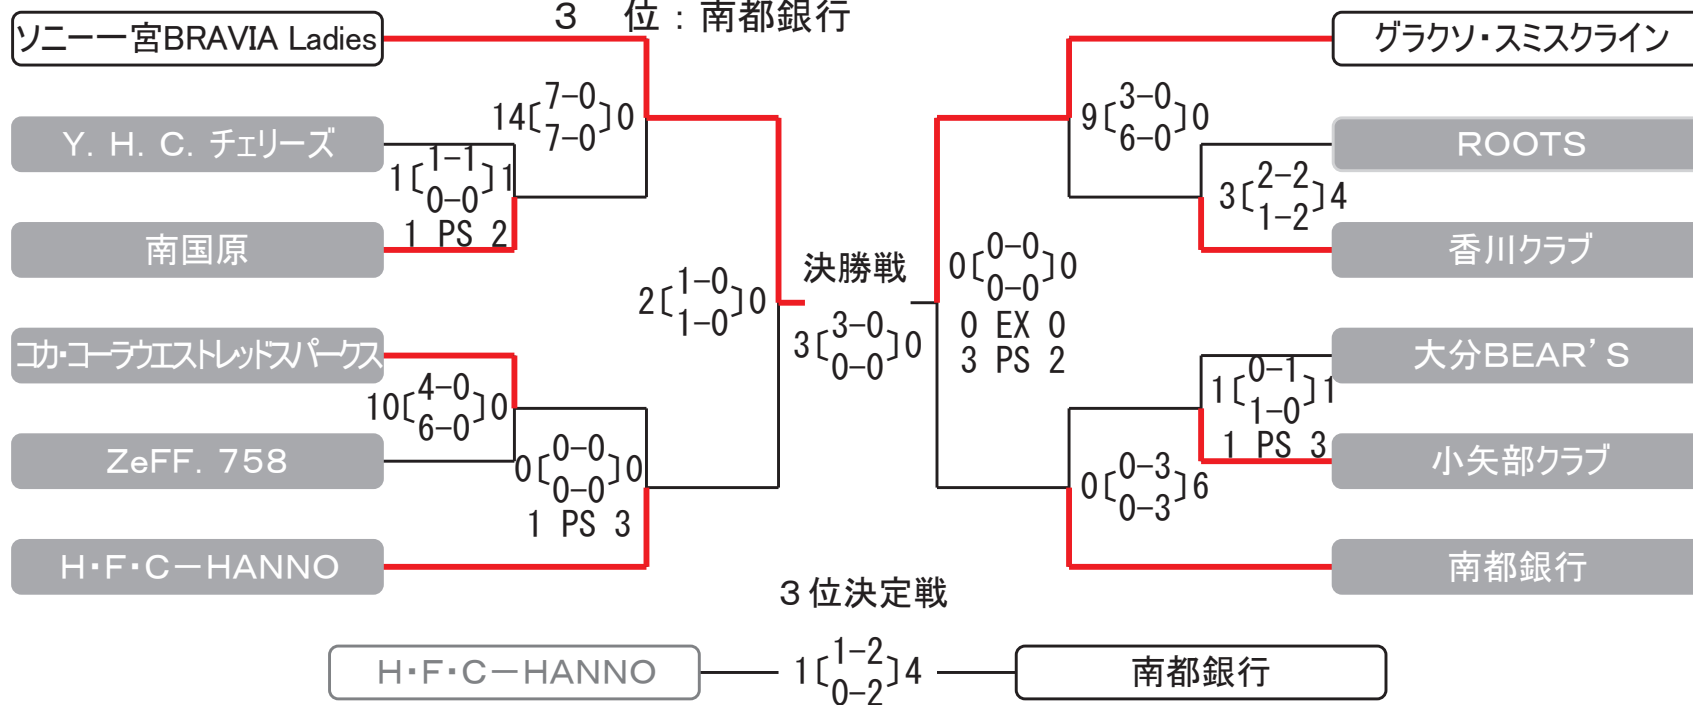 3 位：南都銀行
ソニー一宮BRAVIA Ladies
グラクソ・スミスクライン
14[7-0 7-0]0
9[3-0 6-0]0
Y. H. C. チェリーズ
ROOTS
1[1-1 0-0]1
1 PS 2
3[2-2 1-2]4
南国原
香川クラブ
決勝戦
2[1-0 1-0]0
3[3-0 0-0]0
0[0-0 0-0]0
0 EX 0
3 PS 2
コカ・コーラウエストレッドスパークス
大分BEAR'S
10[4-0 6-0]0
1[0-1 1-0]1
1 PS 3
ZeFF. 758
小矢部クラブ
0[0-0 0-0]0
1 PS 3
0[0-3 0-3]6
H・F・C－HANNO
南都銀行
３位決定戦
H・F・C－HANNO
1[1-2 0-2]4
南都銀行